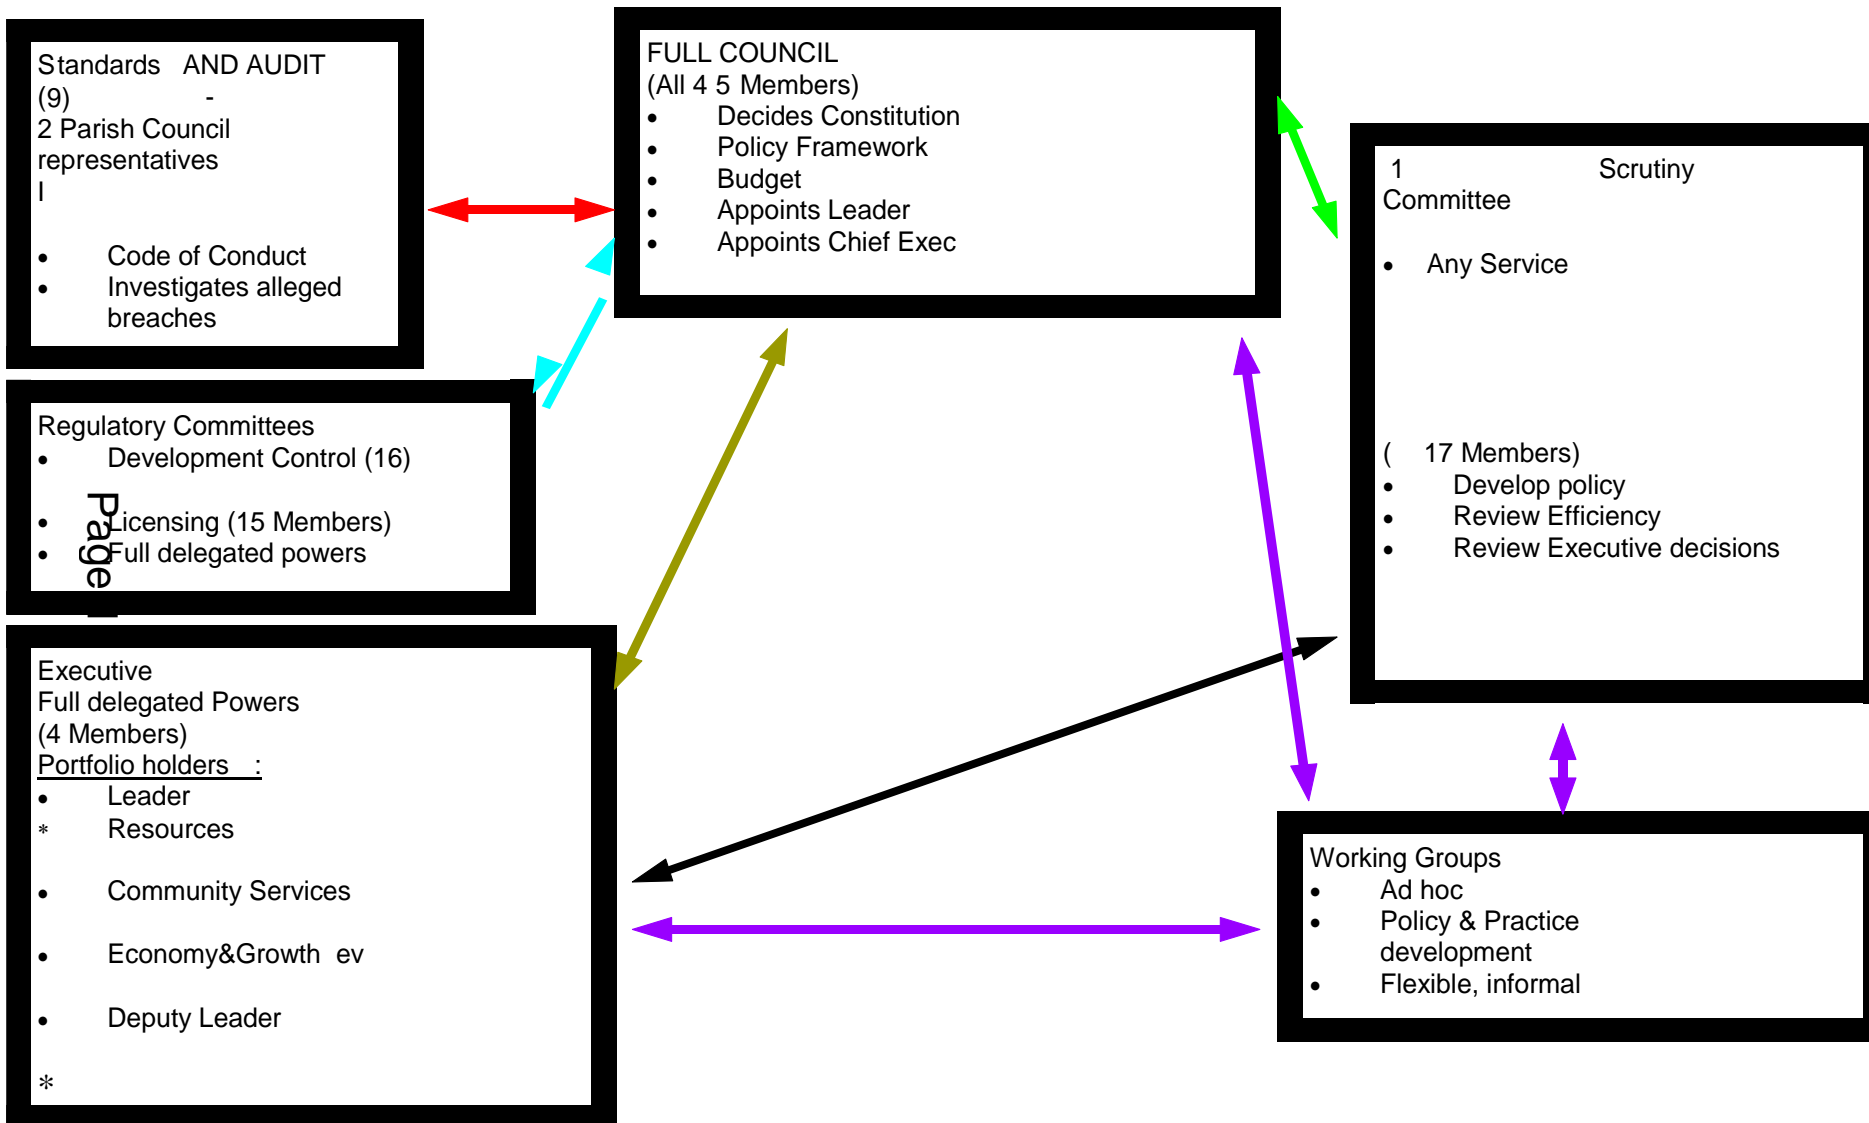 Standards AND AUDIT
(9) -
2 Parish Council
representatives
I
• Code of Conduct
• Investigates alleged
breaches
FULL COUNCIL
(All 4 5 Members)
• Decides Constitution
• Policy Framework
• Budget
• Appoints Leader
• Appoints Chief Exec
1 Scrutiny
Committee
• Any Service
( 17 Members)
• Develop policy
• Review Efficiency
• Review Executive decisions
Regulatory Committees
• Development Control (16)
• Licensing (15 Members)
• Full delegated powers
Page
Executive
Full delegated Powers
(4 Members)
Portfolio holders :
• Leader
* Resources
• Community Services
• Economy&Growth ev
• Deputy Leader
*
Working Groups
• Ad hoc
• Policy & Practice
development
• Flexible, informal